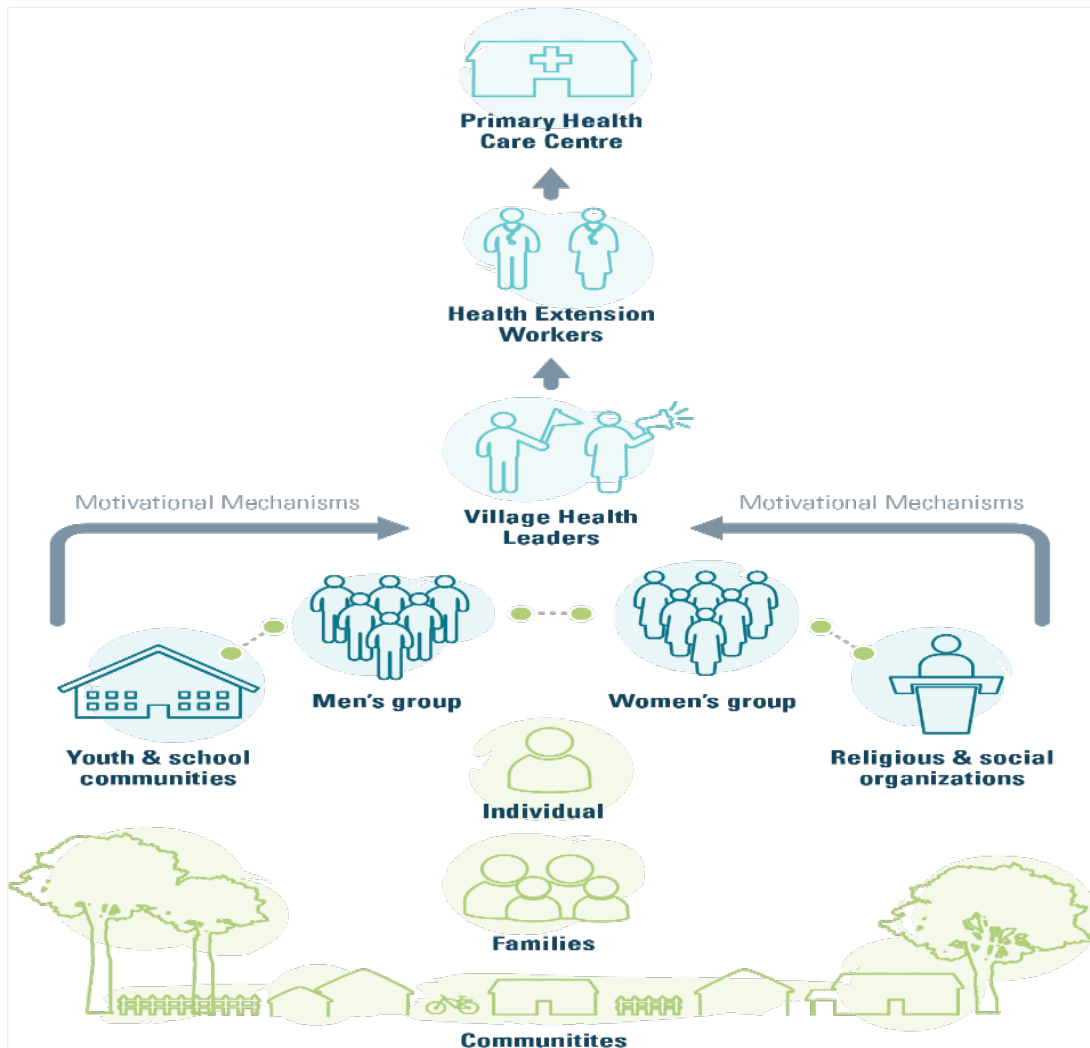 Primary Health
Care Centre
Health Extension
Workers
Motivational Mechanisms
Motivational Mechanisms
Village Health
Leaders
Men's group
Women's group
Youth & school
communities
Religious & social
organizations
Individual
Families
Communitites